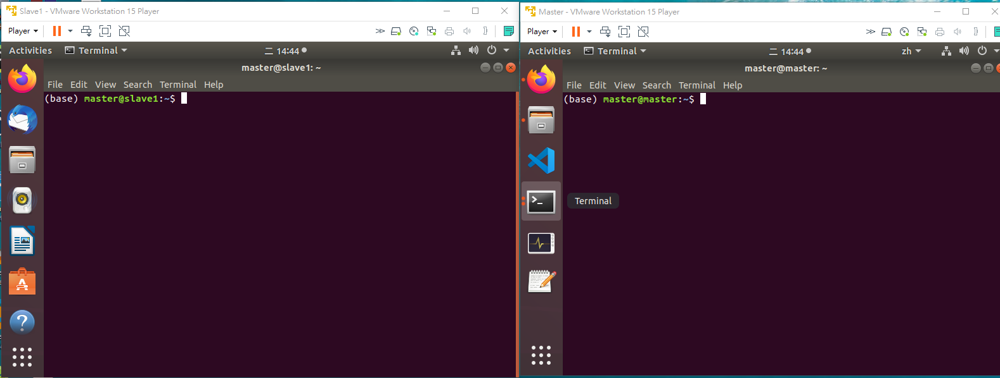 Slave1 - VMware Workstation 15 Player
Player
Activities Terminal 二 14:44
master@slave1: ~
File Edit View Search Terminal Help
(base) master@slave1:~$
Master - VMware Workstation 15 Player
Player
Activities Terminal 二 14:44 zh
master@master: ~
File Edit View Search Terminal Help
(base) master@master:~$
Terminal